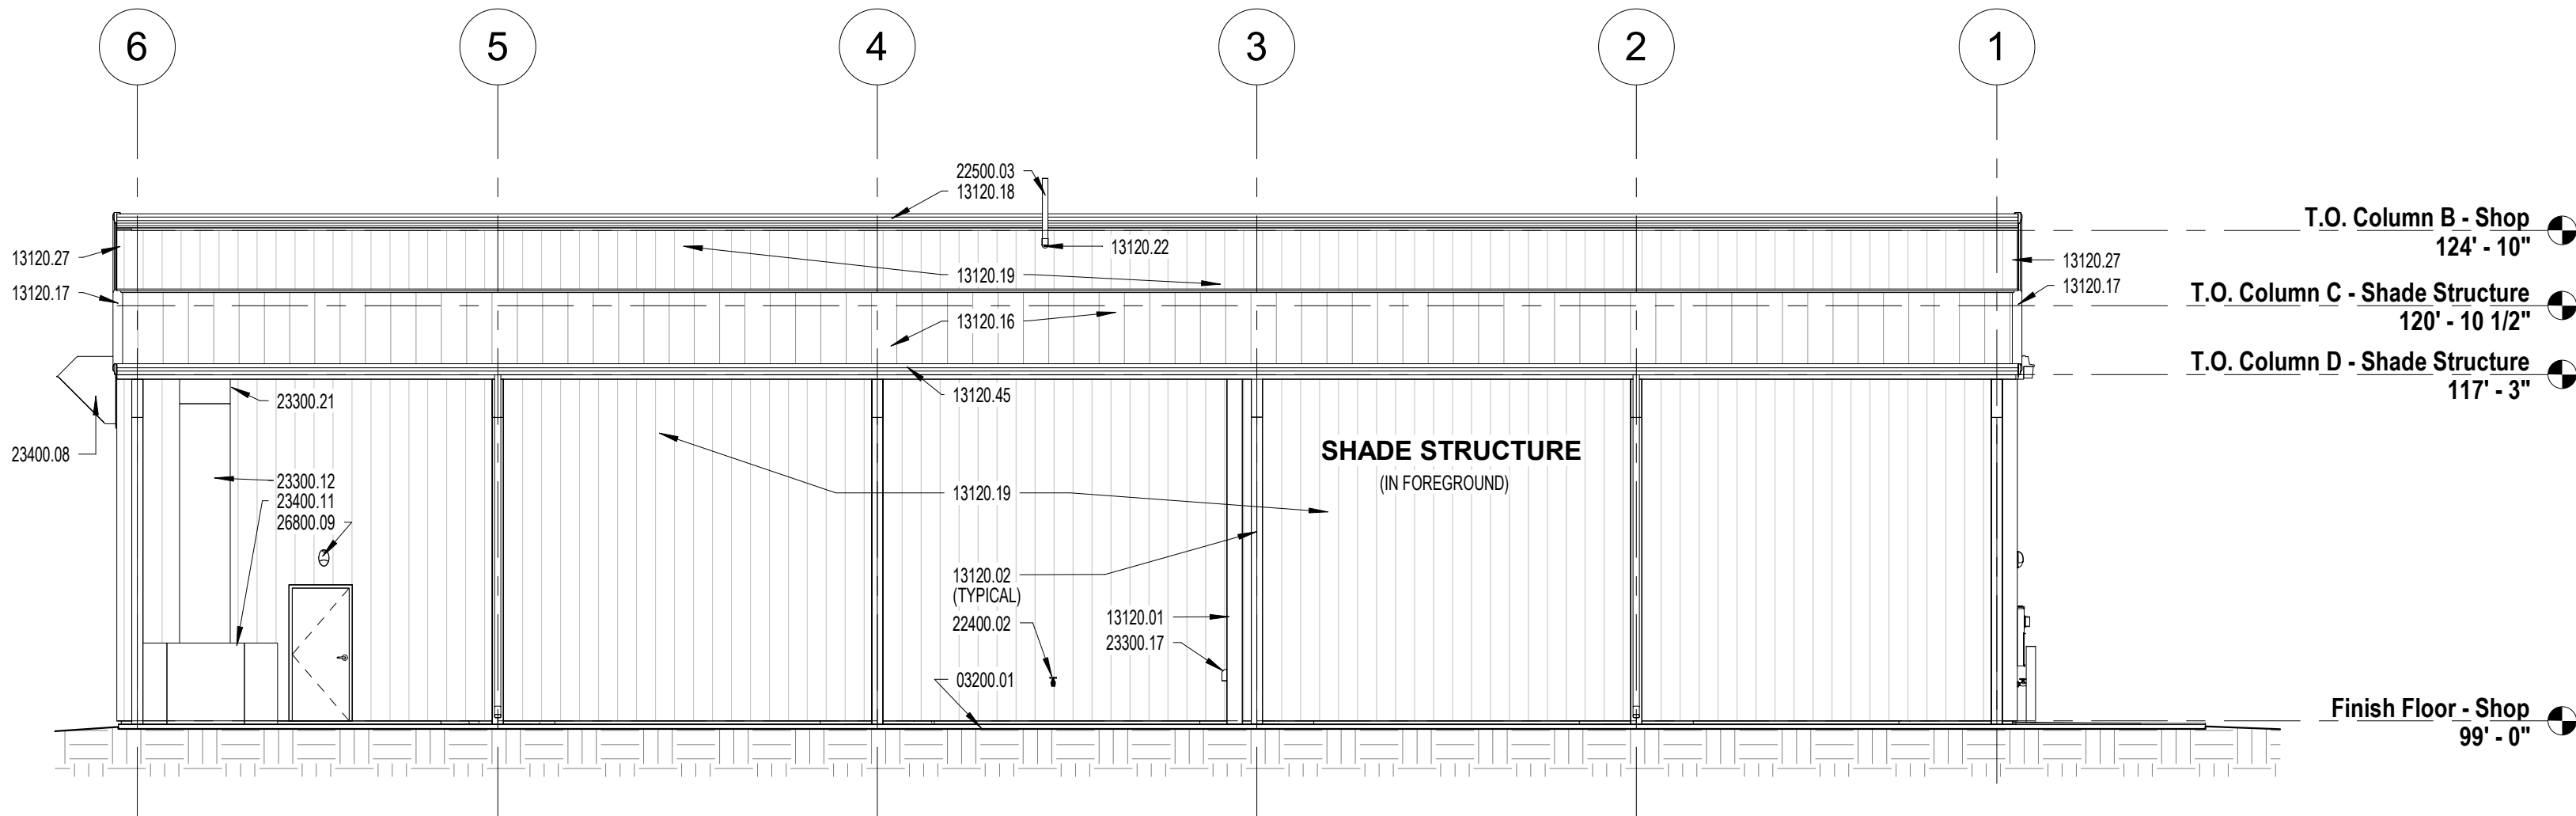 6 5 4 3 2 1
22500.03
13120.18
T.O. Column B - Shop
124' - 10"
13120.27
13120.22
13120.19
13120.27
13120.17
13120.17
T.O. Column C - Shade Structure
120' - 10 1/2"
13120.16
T.O. Column D - Shade Structure
117' - 3"
23300.21
13120.45
23400.08
SHADE STRUCTURE
(IN FOREGROUND)
23300.12
23400.11
26800.09
13120.19
13120.02
(TYPICAL)
22400.02
13120.01
23300.17
03200.01
Finish Floor - Shop
99' - 0"